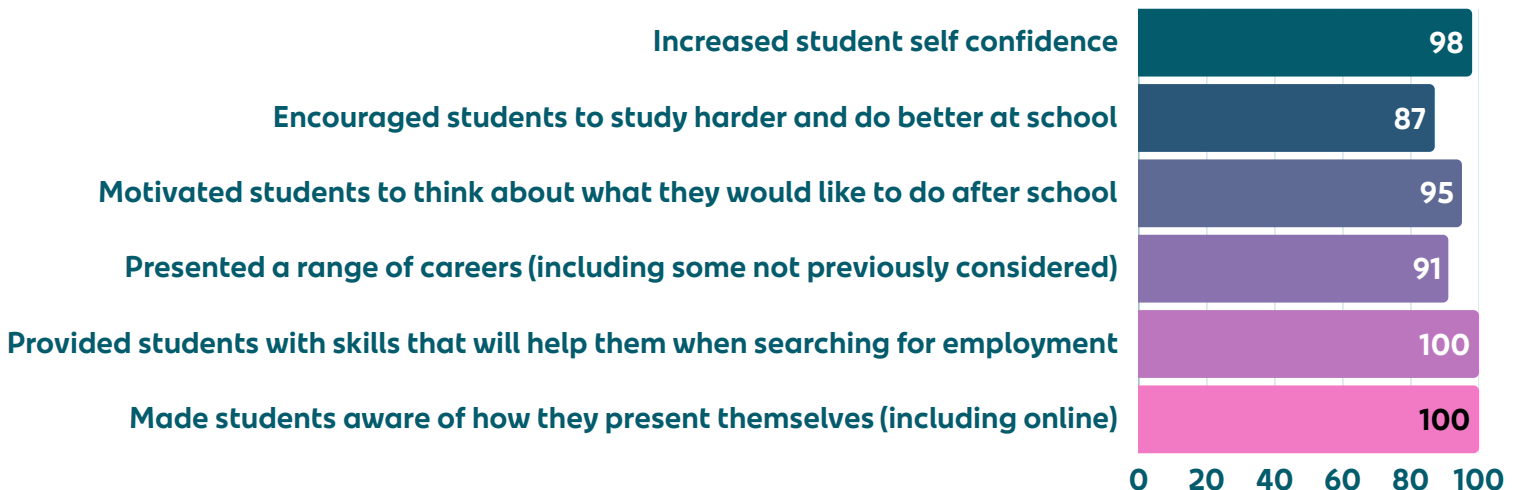 Increased student self confidence 98
Encouraged students to study harder and do better at school 87
Motivated students to think about what they would like to do after school 95
Presented a range of careers (including some not previously considered) 91
Provided students with skills that will help them when searching for employment 100
Made students aware of how they present themselves (including online) 100
0 20 40 60 80 100